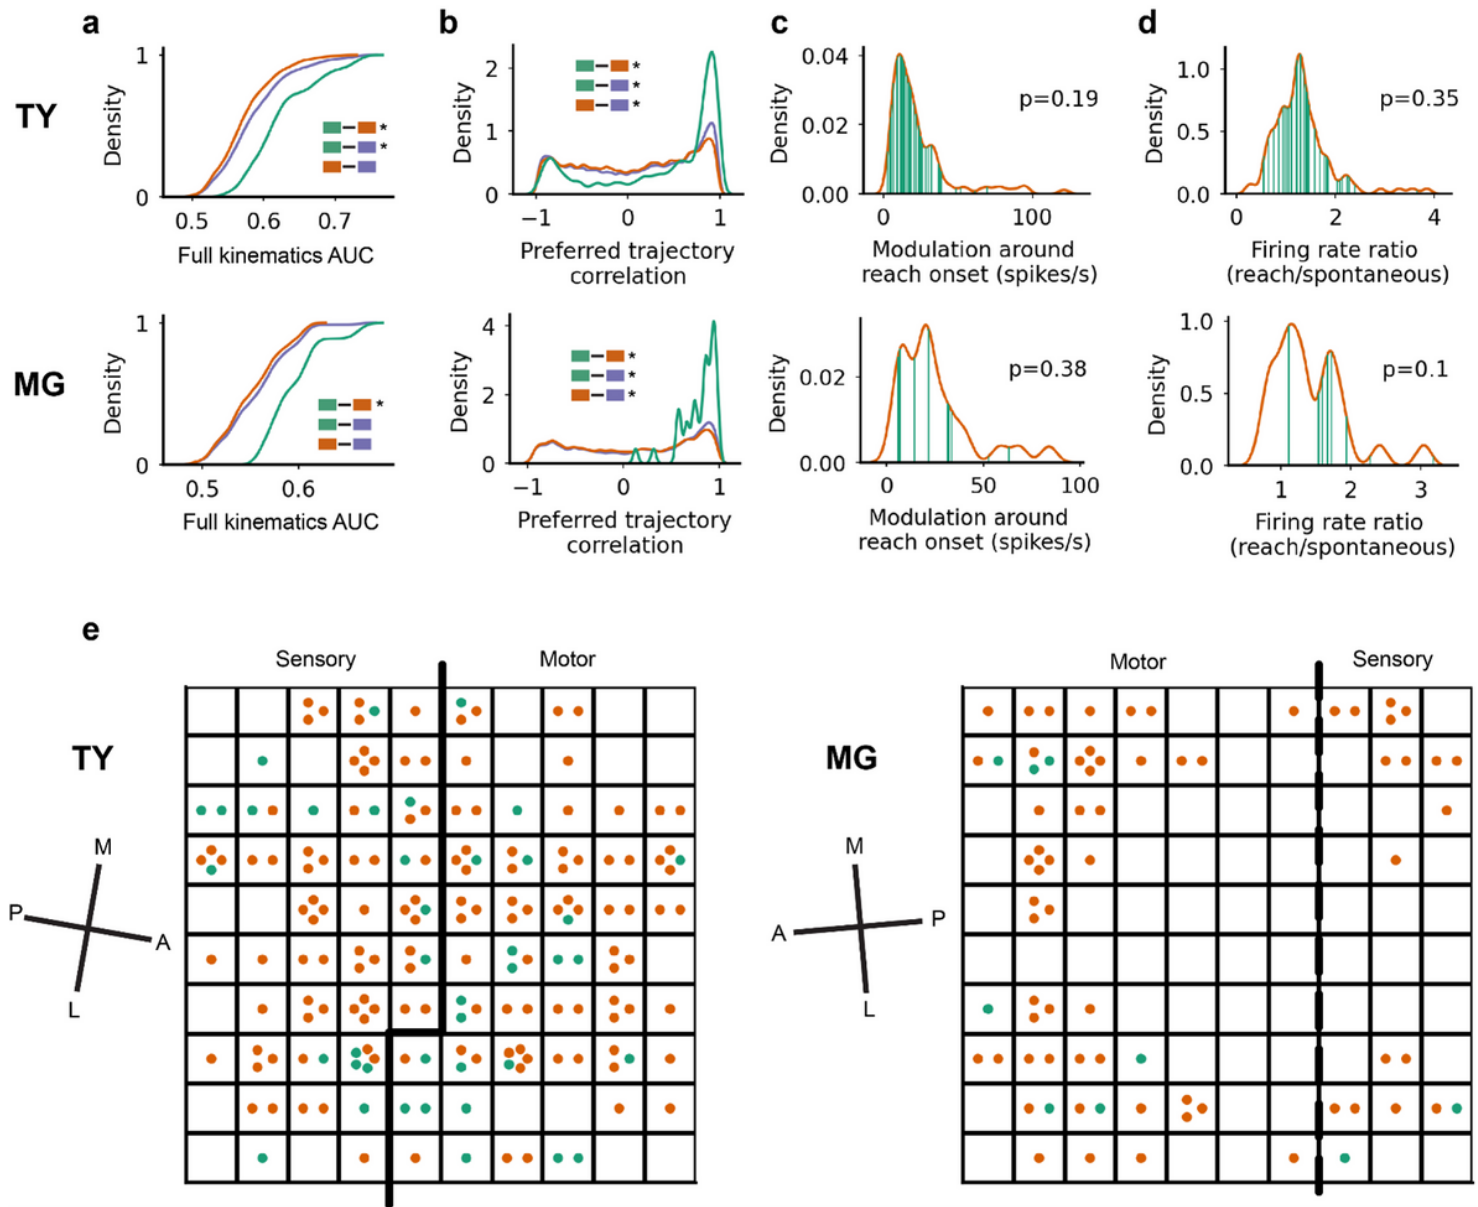 a
b
c
d
TY
Density
1
0
0.5 0.6 0.7
Full kinematics AUC
*
*
Density
2
1
0
−1 0 1
Preferred trajectory
correlation
*
*
*
Density
0.04
0.02
0.00
0 100
Modulation around
reach onset (spikes/s)
p=0.19
Density
1.0
0.5
0.0
0 2 4
Firing rate ratio
(reach/spontaneous)
p=0.35
MG
Density
1
0
0.5 0.6
Full kinematics AUC
*
Density
4
2
0
−1 0 1
Preferred trajectory
correlation
*
*
*
Density
0.02
0.00
0 50 100
Modulation around
reach onset (spikes/s)
p=0.38
Density
1.0
0.5
0.0
1 2 3
Firing rate ratio
(reach/spontaneous)
p=0.1
e
Sensory Motor
TY
M
P
A
L
Motor Sensory
MG
M
A
P
L